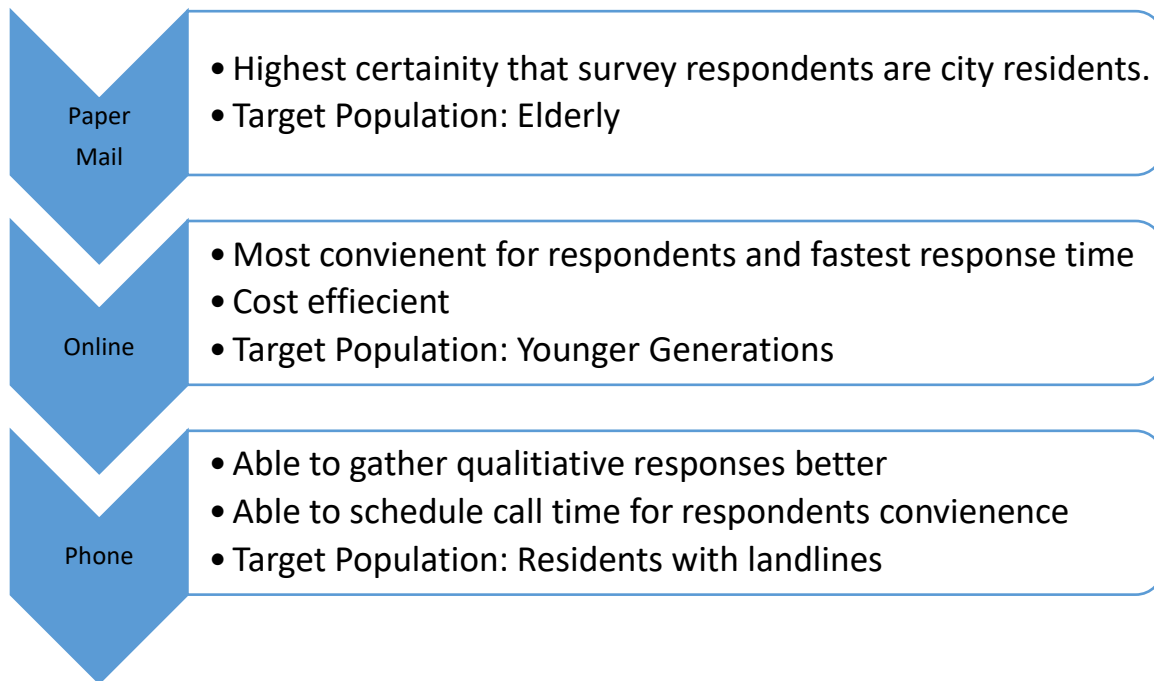 Paper
Mail
• Highest certainity that survey respondents are city residents.
• Target Population: Elderly
Online
• Most convienent for respondents and fastest response time
• Cost effiecient
• Target Population: Younger Generations
Phone
• Able to gather qualitiative responses better
• Able to schedule call time for respondents convienence
• Target Population: Residents with landlines